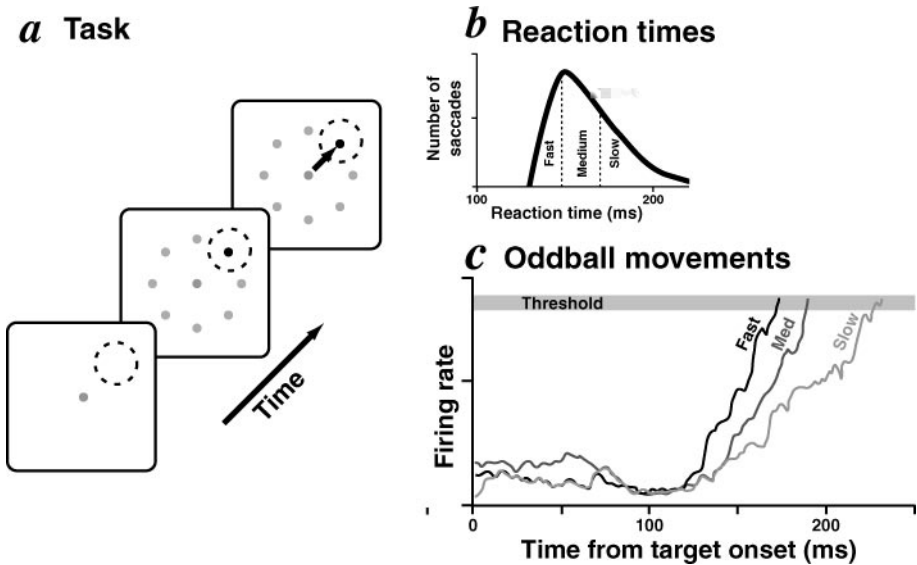 a Task
Time
b Reaction times
Number of
saccades
Fast
Medium
Slow
100
200
Reaction time (ms)
c Oddball movements
Threshold
Fast
Med
Slow
Firing rate
0
100
200
Time from target onset (ms)